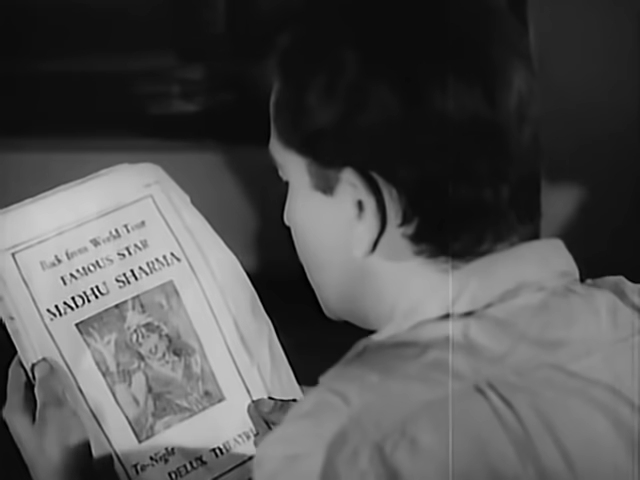 Back from World Tour
FAMOUS STAR
MADHU SHARMA
To-Night
DELUX THEATRE